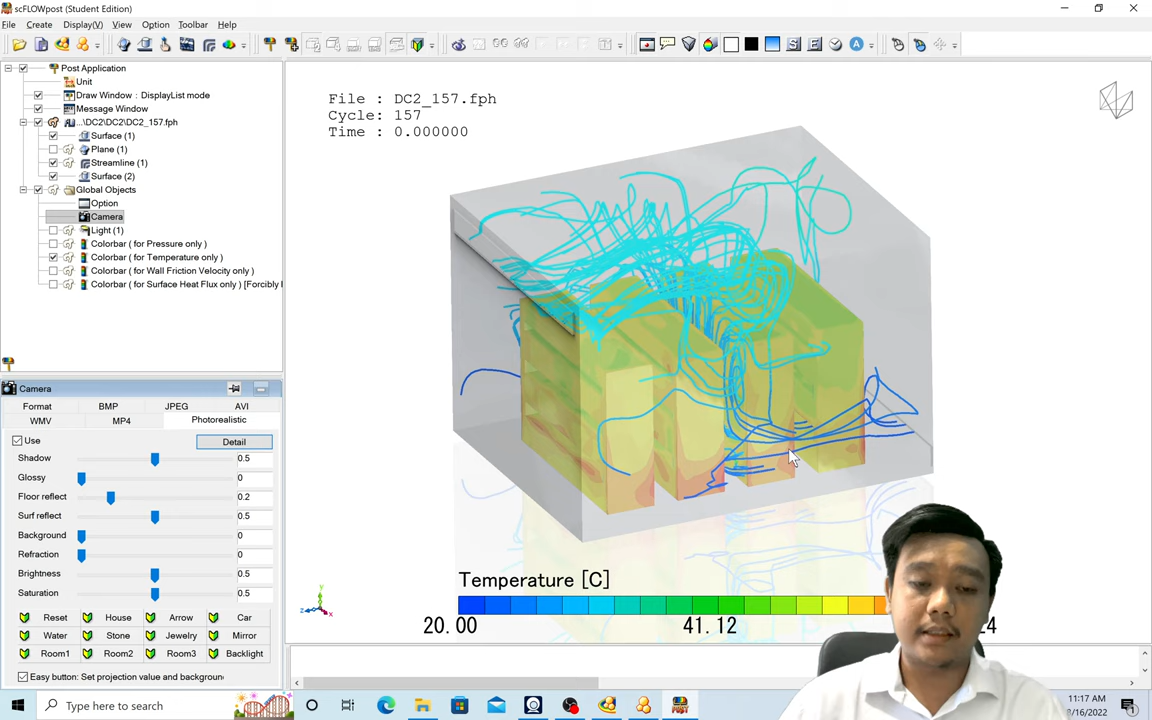 scFLOWpost (Student Edition)
File Create Display(V) View Option Toolbar Help
Post Application
Unit
Draw Window : DisplayList mode
Message Window
...\DC2\DC2\DC2_157.fph
Surface (1)
Plane (1)
Streamline (1)
Surface (2)
Global Objects
Option
Camera
Light (1)
Colorbar ( for Pressure only )
Colorbar ( for Temperature only )
Colorbar ( for Wall Friction Velocity only )
Colorbar ( for Surface Heat Flux only ) [Forcibly
File : DC2_157.fph
Cycle: 157
Time : 0.000000
Camera
Format BMP JPEG AVI
WMV MP4 Photorealistic
Use Detail
Shadow 0.5
Glossy 0
Floor reflect 0.2
Surf reflect 0.5
Background 0
Refraction 0
Brightness 0.5
Saturation 0.5
Reset House Arrow Car
Water Stone Jewelry Mirror
Room1 Room2 Room3 Backlight
Easy button: Set projection value and backgroun
Temperature [C]
20.00 41.12
Type here to search
POST
11:17 AM
/16/2022